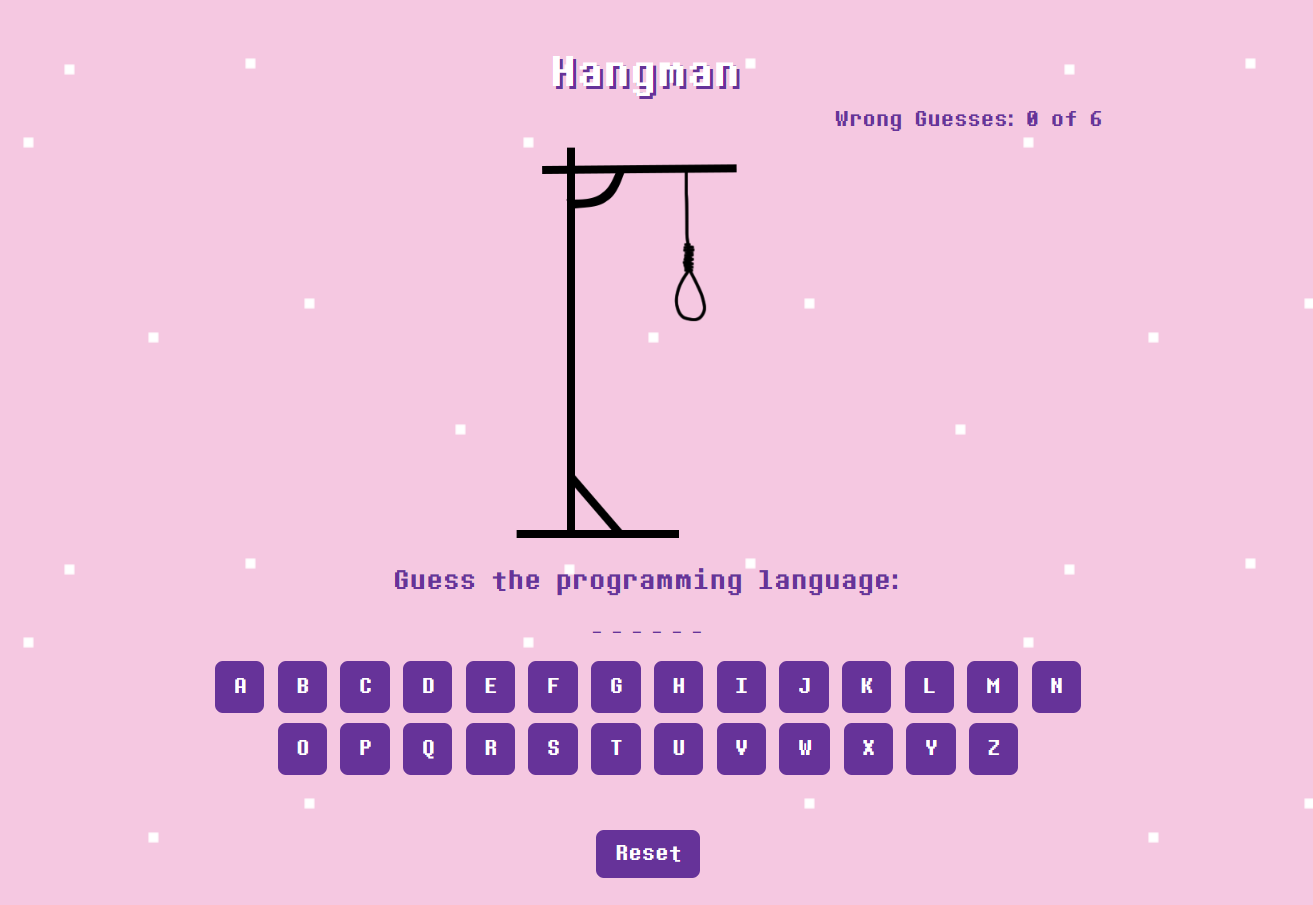 Hangman
Wrong Guesses: 0 of 6
Guess the programming language:
_ _ _ _ _ _
A B C D E F G H I J K L M N
O P Q R S T U V W X Y Z
Reset